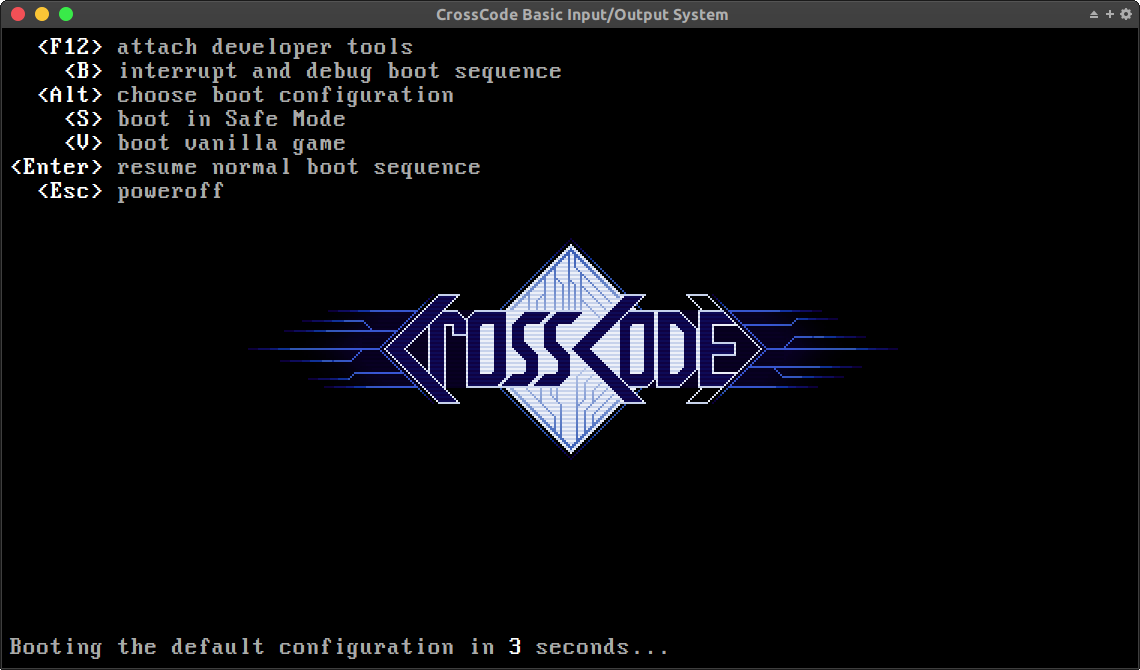 CrossCode Basic Input/Output System
<F12> attach developer tools
<B> interrupt and debug boot sequence
<Alt> choose boot configuration
<S> boot in Safe Mode
<V> boot vanilla game
<Enter> resume normal boot sequence
<Esc> poweroff
CROSSCODE
Booting the default configuration in 3 seconds...